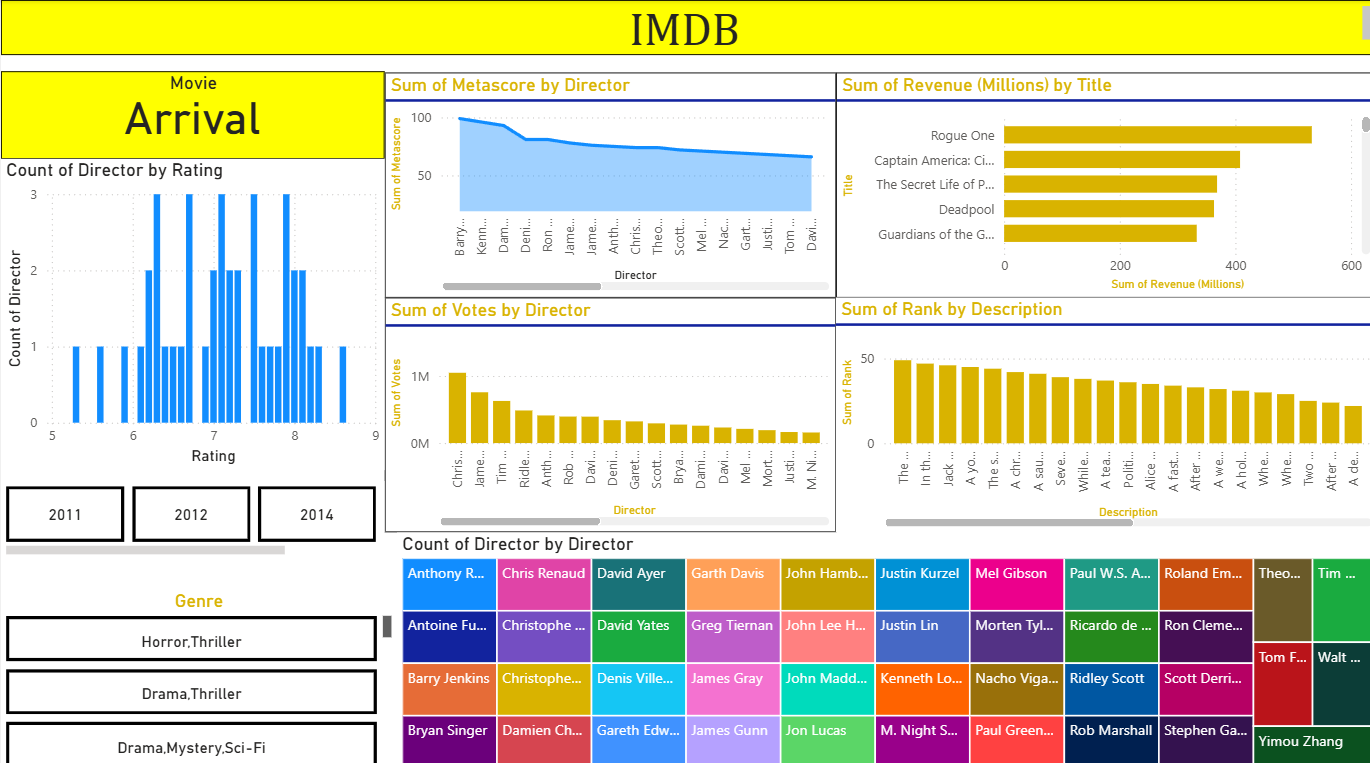 IMDB
Movie
Arrival
Count of Director by Rating
Count of Director
3
2
1
0
5 6 7 8 9
Rating
2011 2012 2014
Genre
Horror,Thriller
Drama,Thriller
Drama,Mystery,Sci-Fi
Sum of Metascore by Director
Sum of Metascore
100
50
Barry...
Kenn...
Dam...
Deni...
Ron ...
Jame...
Jame...
Anth...
Chris...
Theo...
Scott...
Mel ...
Nac...
Gart...
Justi...
Tom ...
Davi...
Director
Sum of Revenue (Millions) by Title
Title
Rogue One
Captain America: Ci...
The Secret Life of P...
Deadpool
Guardians of the G...
0 200 400 600
Sum of Revenue (Millions)
Sum of Votes by Director
Sum of Votes
1M
0M
Chris...
Jame...
Tim ...
Ridle...
Anth...
Rob ...
Davi...
Deni...
Garet...
Scott...
Brya...
Dami...
Davi...
Mel ...
Mort...
Justi...
M. Ni...
Director
Sum of Rank by Description
Sum of Rank
50
0
The ...
In th...
Jack ...
A yo...
The s...
A chr...
A sau...
Seve...
While...
A tea...
Politi...
Alice ...
A fast...
After ...
A we...
A hol...
Whe...
Whe...
Two ...
After ...
A de...
Description
Count of Director by Director
Anthony R... Chris Renaud David Ayer Garth Davis John Hamb... Justin Kurzel Mel Gibson Paul W.S. A... Roland Em... Theo... Tim ...
Antoine Fu... Christophe ... David Yates Greg Tiernan John Lee H... Justin Lin Morten Tyl... Ricardo de ... Ron Cleme...
Tom F... Walt ...
Barry Jenkins Christophe... Denis Ville... James Gray John Madd... Kenneth Lo... Nacho Viga... Ridley Scott Scott Derri...
Bryan Singer Damien Ch... Gareth Edw... James Gunn Jon Lucas M. Night S... Paul Green... Rob Marshall Stephen Ga...
Yimou Zhang